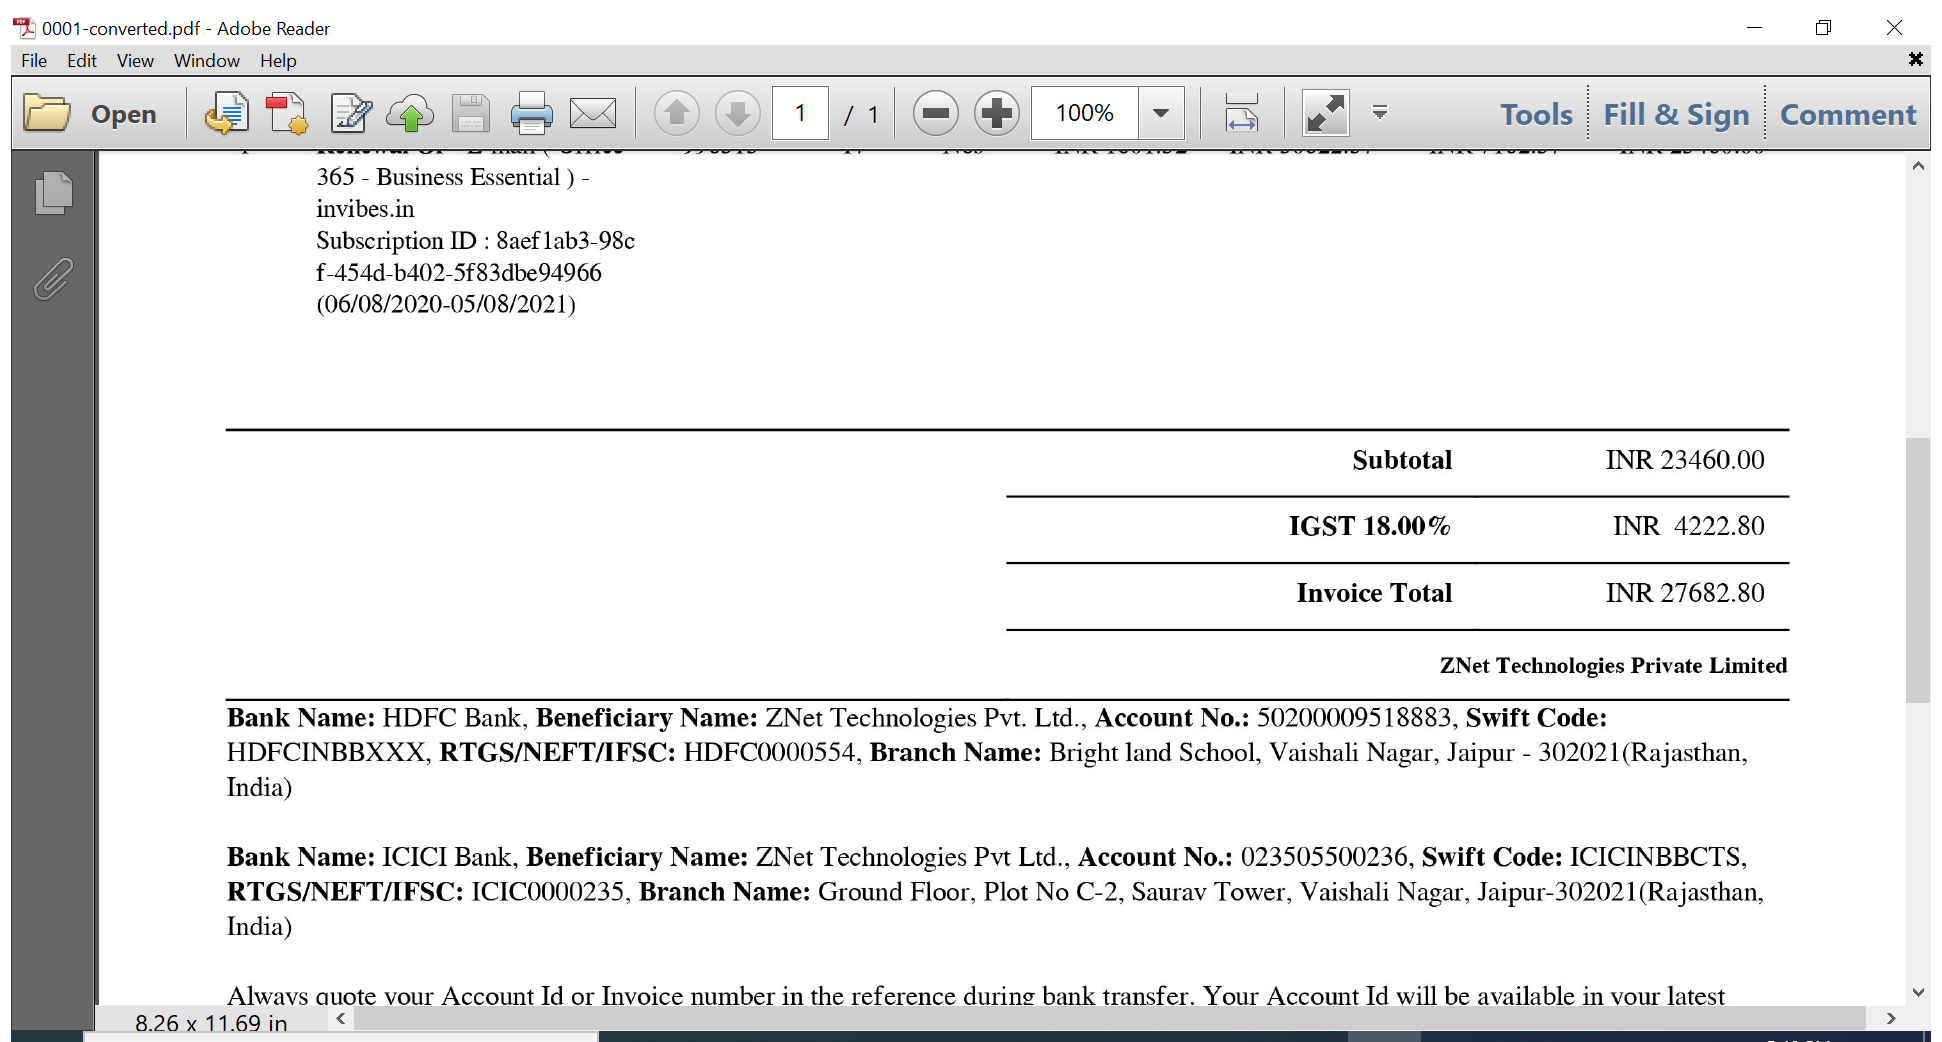 0001-converted.pdf - Adobe Reader
File Edit View Window Help
Open 1 / 1 100% Tools Fill & Sign Comment
365 - Business Essential ) -
invibes.in
Subscription ID : 8aef1ab3-98c
f-454d-b402-5f83dbe94966
(06/08/2020-05/08/2021)
Subtotal INR 23460.00
IGST 18.00% INR 4222.80
Invoice Total INR 27682.80
ZNet Technologies Private Limited
Bank Name: HDFC Bank, Beneficiary Name: ZNet Technologies Pvt. Ltd., Account No.: 50200009518883, Swift Code:
HDFCINBBXXX, RTGS/NEFT/IFSC: HDFC0000554, Branch Name: Bright land School, Vaishali Nagar, Jaipur - 302021(Rajasthan,
India)
Bank Name: ICICI Bank, Beneficiary Name: ZNet Technologies Pvt Ltd., Account No.: 023505500236, Swift Code: ICICINBBCTS,
RTGS/NEFT/IFSC: ICIC0000235, Branch Name: Ground Floor, Plot No C-2, Saurav Tower, Vaishali Nagar, Jaipur-302021(Rajasthan,
India)
Always quote your Account Id or Invoice number in the reference during bank transfer. Your Account Id will be available in your latest
8.26 x 11.69 in